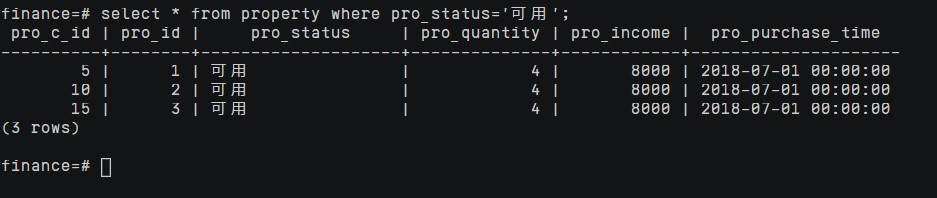 finance=# select * from property where pro_status='可用';
 pro_c_id | pro_id |     pro_status     | pro_quantity | pro_income |  pro_purchase_time
----------+--------+--------------------+--------------+------------+---------------------
        5 |      1 | 可用               |            4 |       8000 | 2018-07-01 00:00:00
       10 |      2 | 可用               |            4 |       8000 | 2018-07-01 00:00:00
       15 |      3 | 可用               |            4 |       8000 | 2018-07-01 00:00:00
(3 rows)
finance=#